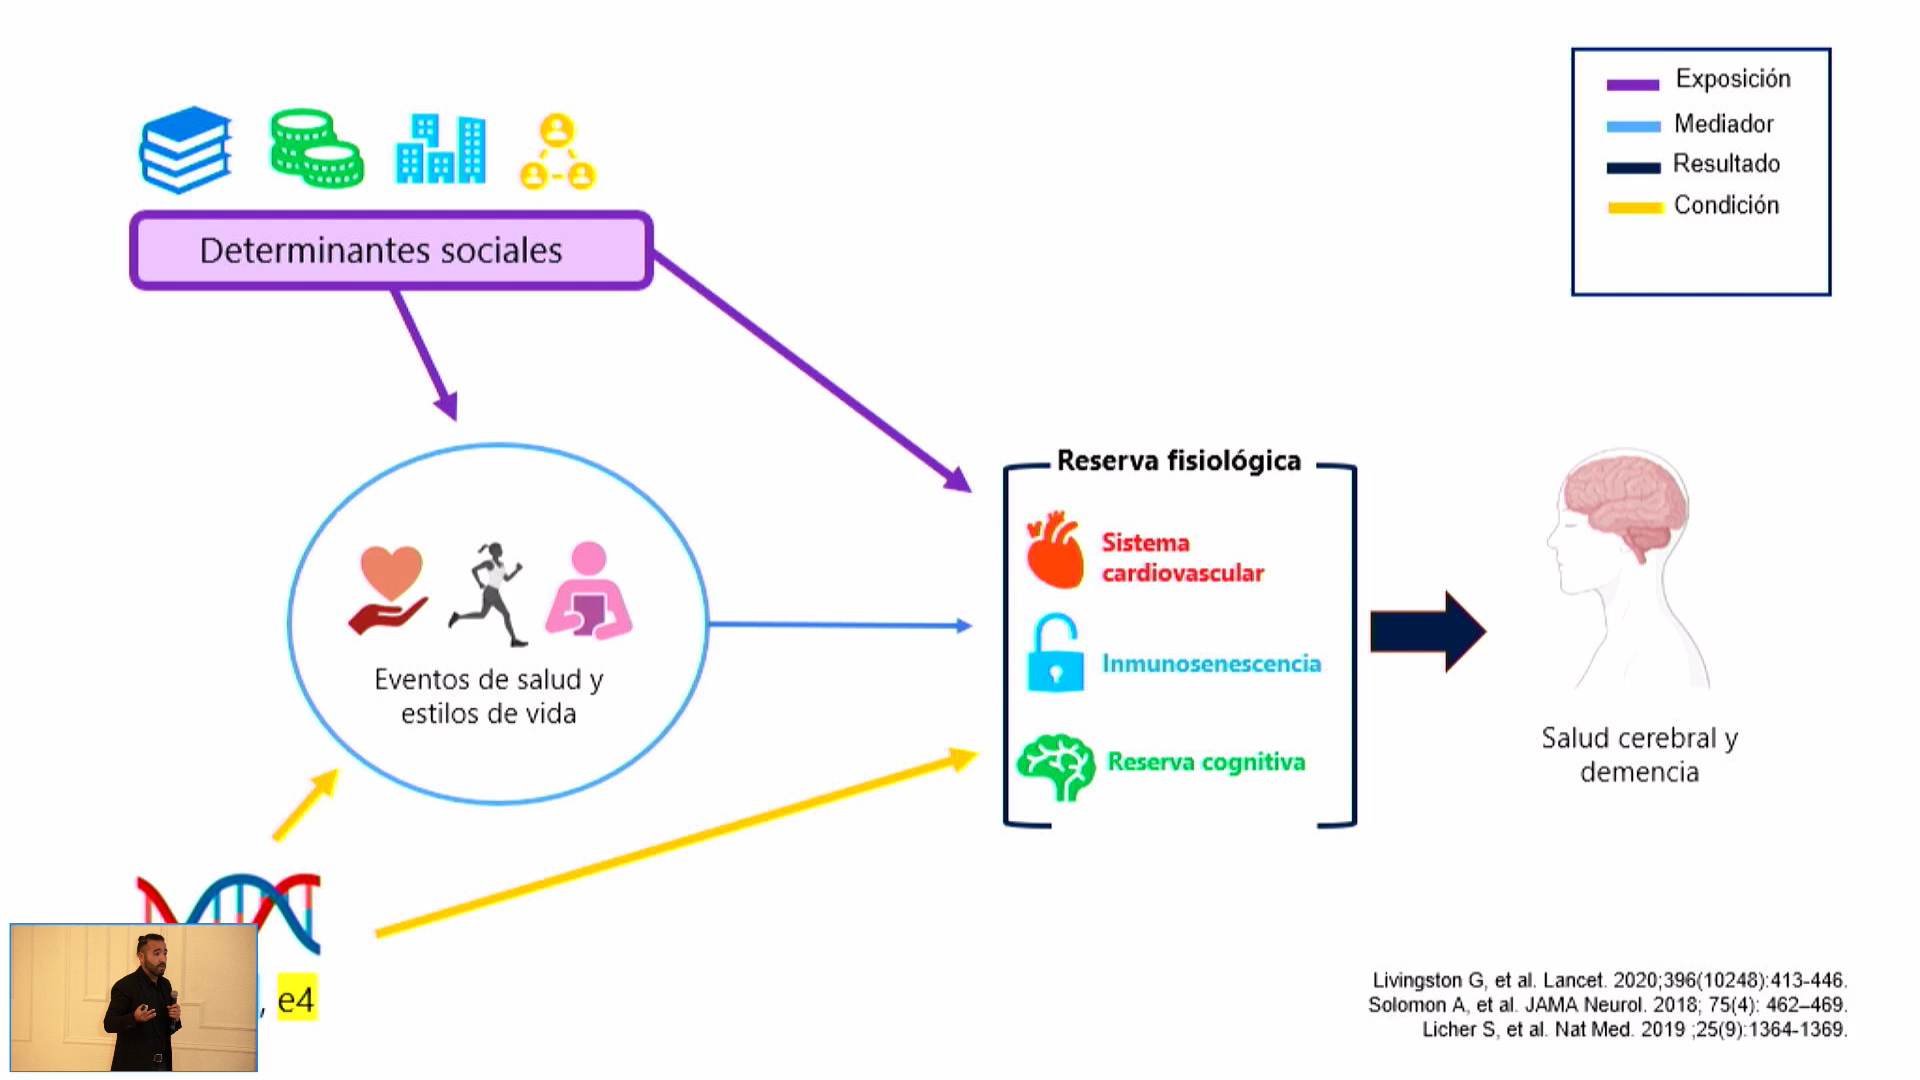 Exposición
Mediador
Resultado
Condición
Determinantes sociales
Reserva fisiológica
Sistema
cardiovascular
Inmunosenescencia
Reserva cognitiva
Eventos de salud y
estilos de vida
Salud cerebral y
demencia
, e4
Livingston G, et al. Lancet. 2020;396(10248):413-446.
Solomon A, et al. JAMA Neurol. 2018; 75(4): 462–469.
Licher S, et al. Nat Med. 2019 ;25(9):1364-1369.